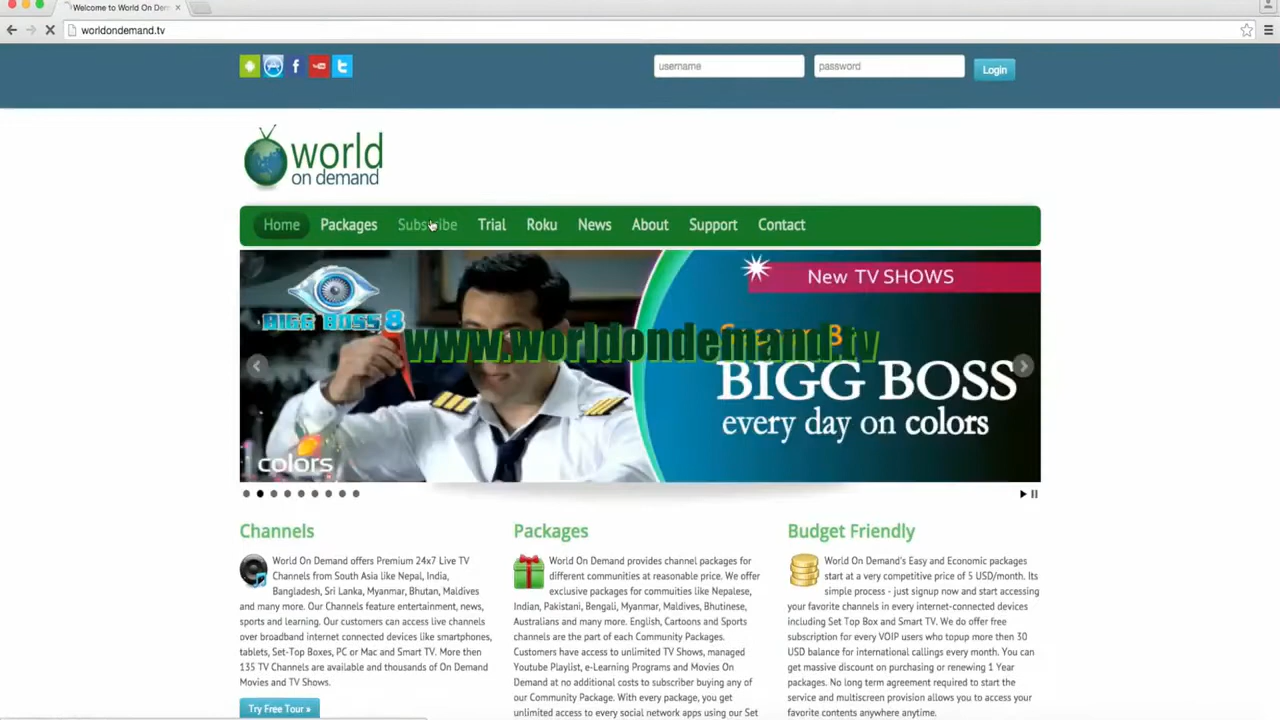 Welcome to World On Dem
worldondemand.tv
username
password
Login
world
on demand
Home
Packages
Subscribe
Trial
Roku
News
About
Support
Contact
BIGG BOSS 8
New TV SHOWS
www.worldondemand.tv
BIGG BOSS
every day on colors
colors
Channels
World On Demand offers Premium 24x7 Live TV
Channels from South Asia like Nepal, India,
Bangladesh, Sri Lanka, Myanmar, Bhutan, Maldives
and many more. Our Channels feature entertainment, news,
sports and learning. Our customers can access live channels
over broadband internet connected devices like smartphones,
tablets, Set-Top Boxes, PC or Mac and Smart TV. More then
135 TV Channels are available and thousands of On Demand
Movies and TV Shows.
Try Free Tour »
Packages
World On Demand provides channel packages for
different communities at reasonable price. We offer
exclusive packages for commuities like Nepalese,
Indian, Pakistani, Bengali, Myanmar, Maldives, Bhutinese,
Australians and many more. English, Cartoons and Sports
channels are the part of each Community Packages.
Customers have access to unlimited TV Shows, managed
Youtube Playlist, e-Learning Programs and Movies On
Demand at no additional costs to subscriber buying any of
our Community Package. With every package, you get
unlimited access to every social network apps using our Set
Budget Friendly
World On Demand's Easy and Economic packages
start at a very competitive price of 5 USD/month. Its
simple process - just signup now and start accessing
your favorite channels in every internet-connected devices
including Set Top Box and Smart TV. We do offer free
subscription for every VOIP users who topup more then 30
USD balance for international callings every month. You can
get massive discount on purchasing or renewing 1 Year
packages. No long term agreement required to start the
service and multiscreen provision allows you to access your
favorite contents anywhere anytime.